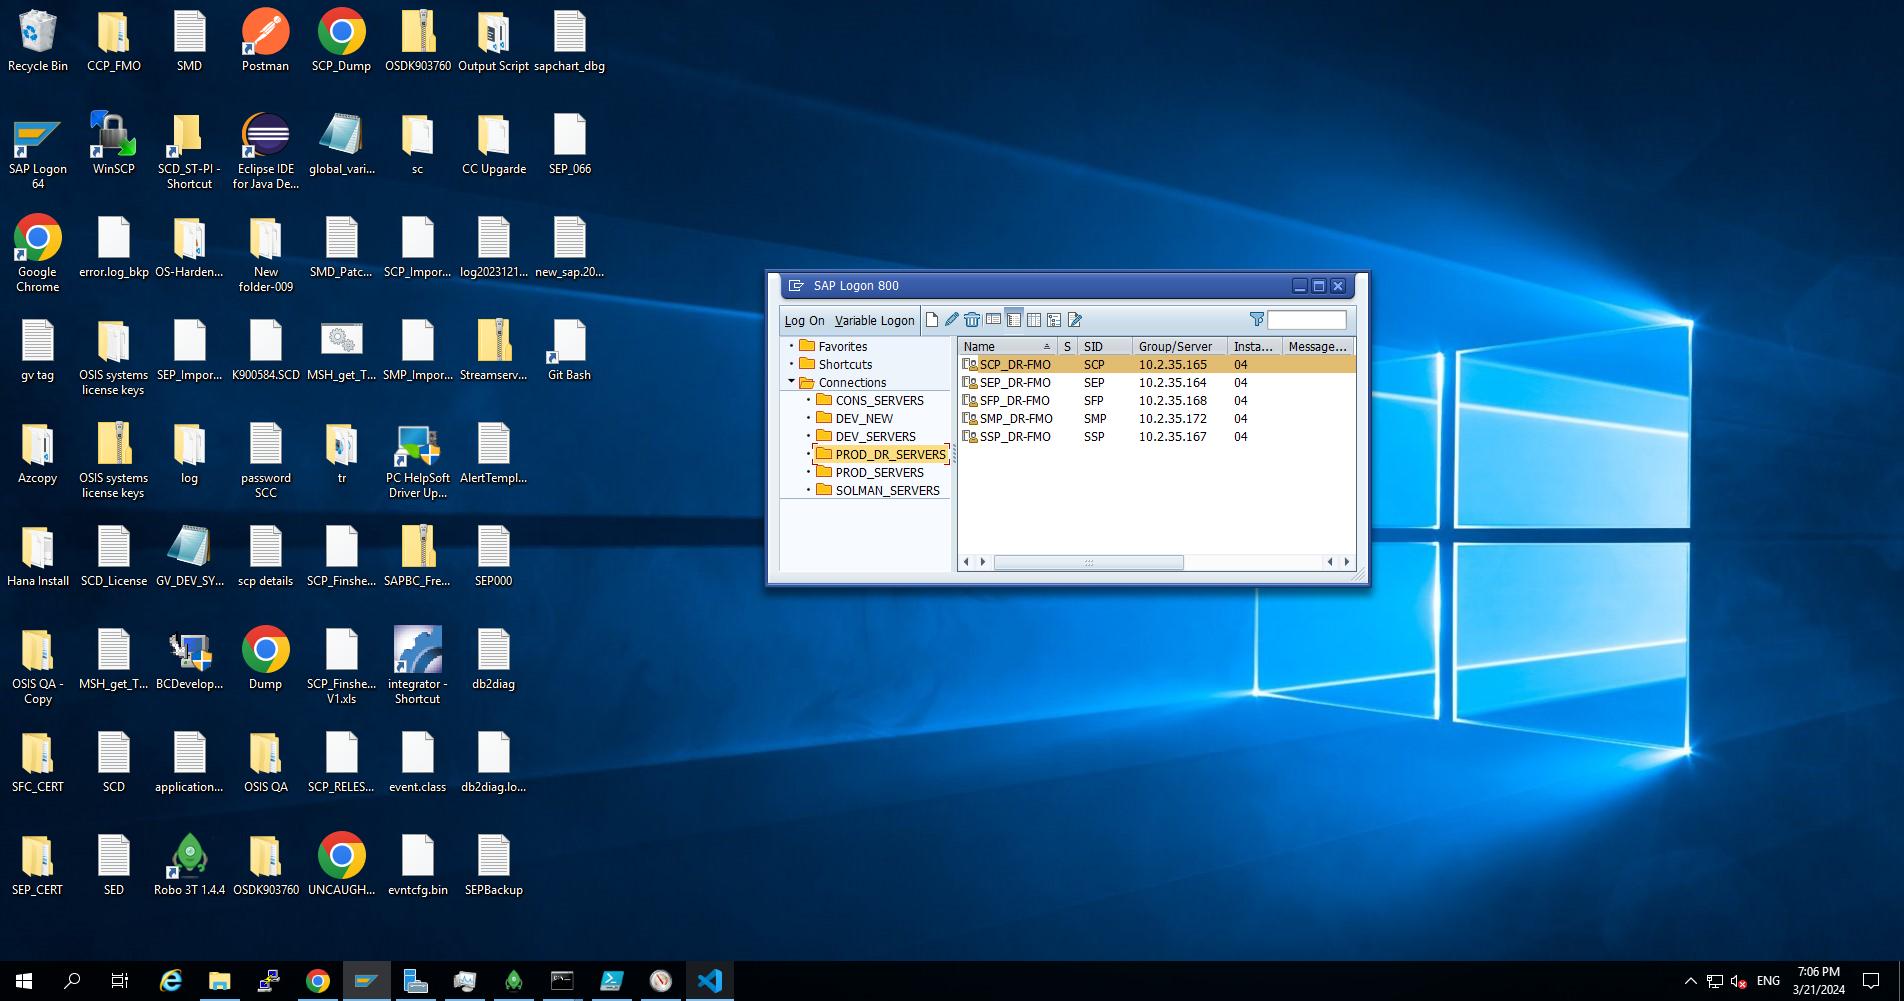 Recycle Bin
CCP_FMO
SMD
Postman
SCP_Dump
OSDK903760
Output Script
sapchart_dbg
SAP Logon
64
WinSCP
SCD_ST-PI -
Shortcut
Eclipse IDE
for Java De...
global_vari...
sc
CC Upgarde
SEP_066
Google
Chrome
error.log_bkp
OS-Harden...
New
folder-009
SMD_Patc...
SCP_Impor...
log2023121...
new_sap.20...
gv tag
OSIS systems
license keys
SEP_Impor...
K900584.SCD
MSH_get_T...
SMP_Impor...
Streamserv...
Git Bash
Azcopy
OSIS systems
license keys
log
password
SCC
tr
PC HelpSoft
Driver Up...
AlertTempl...
Hana Install
SCD_License
GV_DEV_SY...
scp details
SCP_Finshe...
SAPBC_Fre...
SEP000
OSIS QA -
Copy
MSH_get_T...
BCDevelop...
Dump
SCP_Finshe...
V1.xls
integrator -
Shortcut
db2diag
SFC_CERT
SCD
application...
OSIS QA
SCP_RELES...
event.class
db2diag.lo...
SEP_CERT
SED
Robo 3T 1.4.4
OSDK903760
UNCAUGH...
evntcfg.bin
SEPBackup
SAP Logon 800
Log On Variable Logon
Favorites
Shortcuts
Connections
CONS_SERVERS
DEV_NEW
DEV_SERVERS
PROD_DR_SERVERS
PROD_SERVERS
SOLMAN_SERVERS
Name S SID Group/Server Insta... Message...
SCP_DR-FMO SCP 10.2.35.165 04
SEP_DR-FMO SEP 10.2.35.164 04
SFP_DR-FMO SFP 10.2.35.168 04
SMP_DR-FMO SMP 10.2.35.172 04
SSP_DR-FMO SSP 10.2.35.167 04
ENG
7:06 PM
3/21/2024